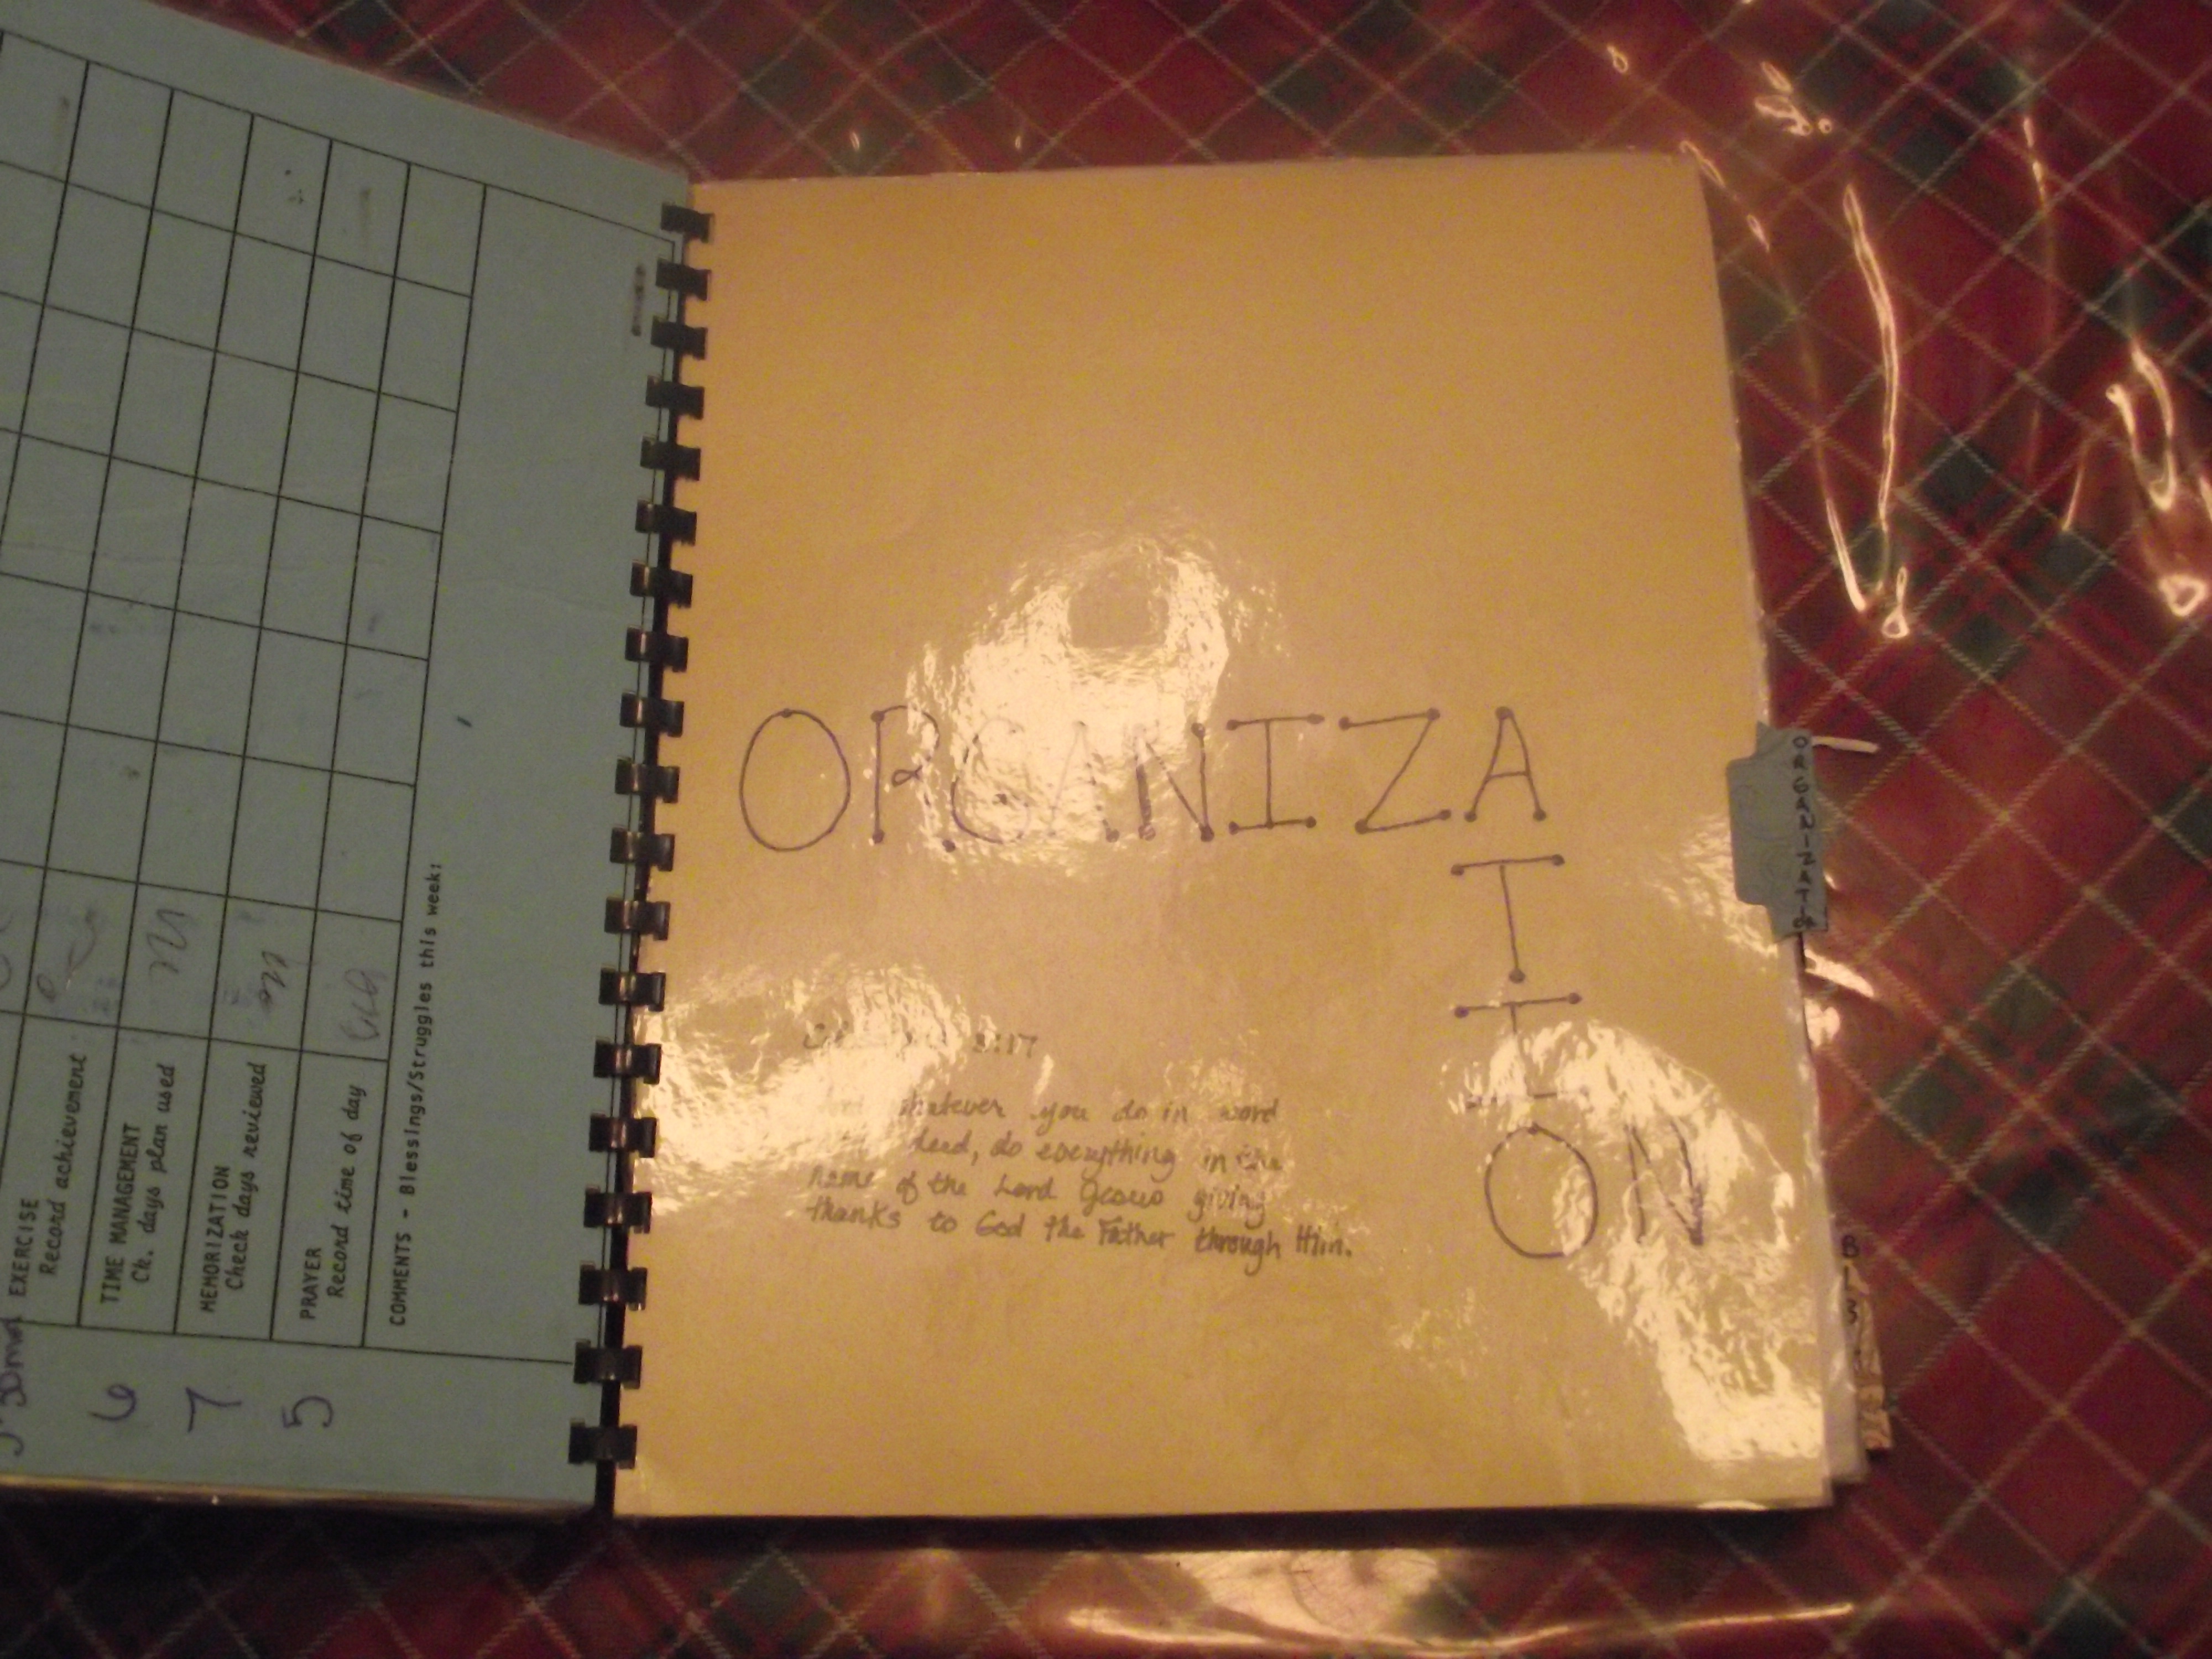 EXERCISE
Record achievement
TIME MANAGEMENT
Ck. days plan used
MEMORIZATION
Check days reviewed
PRAYER
Record time of day
COMMENTS - Blessings/Struggles this week:
6
7
5
ORGANIZA
T
I
ON
3:17
whatever you do in word
deed, do everything in the
name of the Lord Jesus giving
thanks to God the Father through Him.
ORGANIZATIO
B